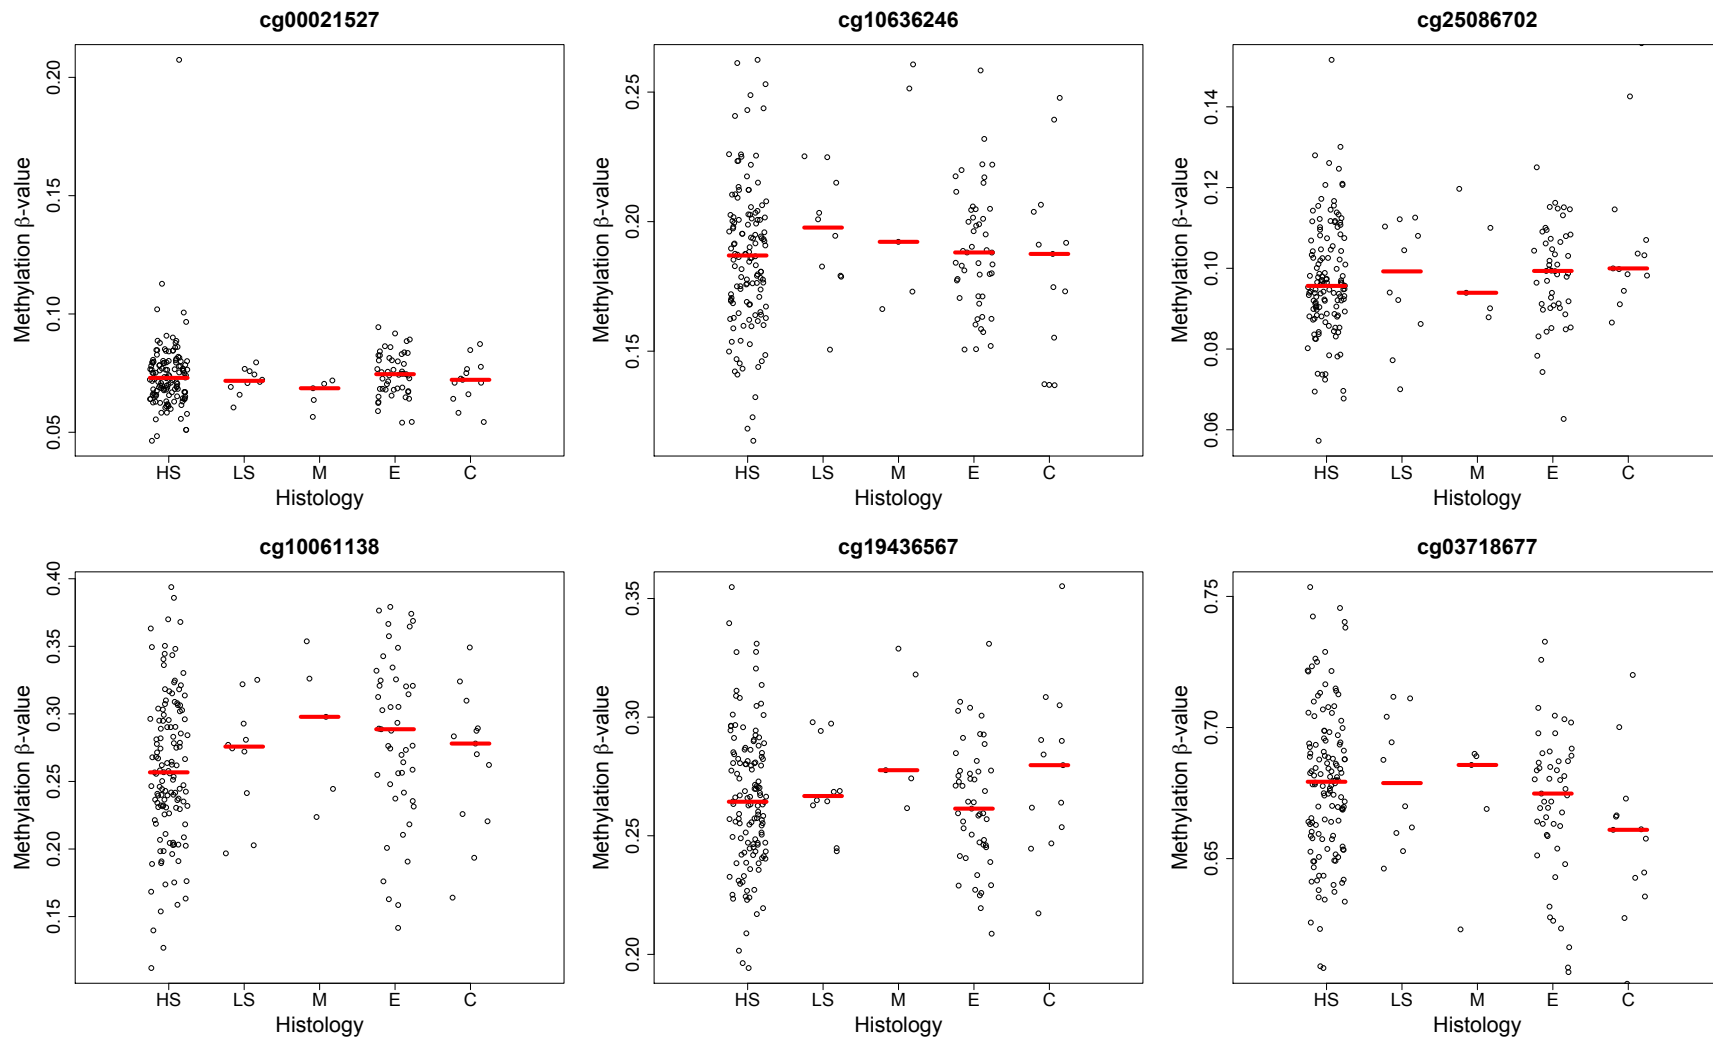 cg00021527
Methylation β-value
0.20
0.15
0.10
0.05
HS LS M E C
Histology
cg10636246
Methylation β-value
0.25
0.20
0.15
HS LS M E C
Histology
cg25086702
Methylation β-value
0.14
0.12
0.10
0.08
0.06
HS LS M E C
Histology
cg10061138
Methylation β-value
0.40
0.35
0.30
0.25
0.20
0.15
HS LS M E C
Histology
cg19436567
Methylation β-value
0.35
0.30
0.25
0.20
HS LS M E C
Histology
cg03718677
Methylation β-value
0.75
0.70
0.65
HS LS M E C
Histology